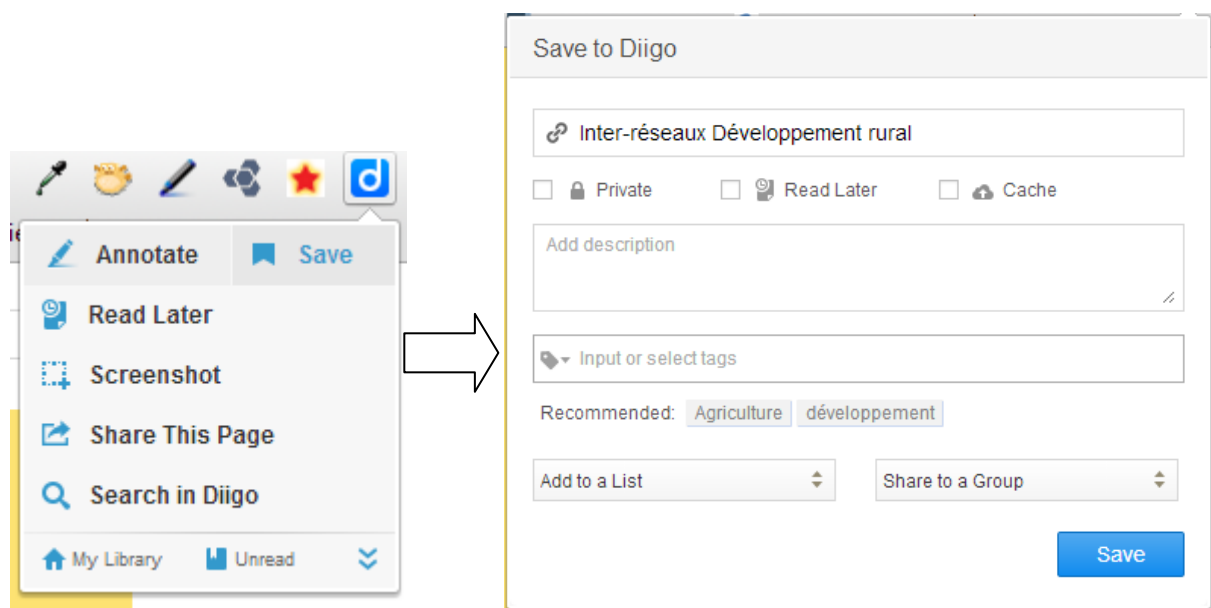 Annotate Save
Read Later
Screenshot
Share This Page
Search in Diigo
My Library Unread
Save to Diigo
Inter-réseaux Développement rural
Private Read Later Cache
Add description
Input or select tags
Recommended: Agriculture développement
Add to a List Share to a Group
Save